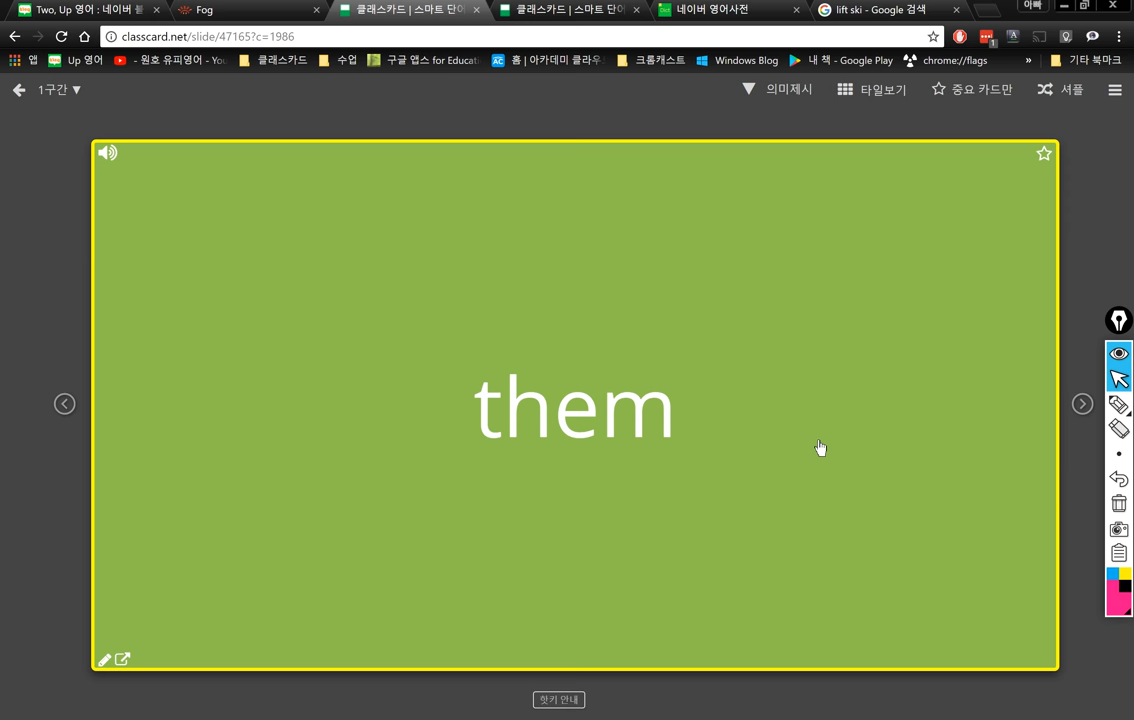 Two, Up 영어 : 네이버 블
Fog
클래스카드 | 스마트 단어
클래스카드 | 스마트 단어
네이버 영어사전
lift ski - Google 검색
아빠
classcard.net/slide/47165?c=1986
앱
Up 영어
- 원호 유피영어 - You
클래스카드
수업
구글 앱스 for Educati
홈 | 아카데미 클라우
크롬캐스트
Windows Blog
내 책 - Google Play
chrome://flags
»
기타 북마크
1구간 ▼
의미제시
타일보기
중요 카드만
셔플
them
핫키 안내